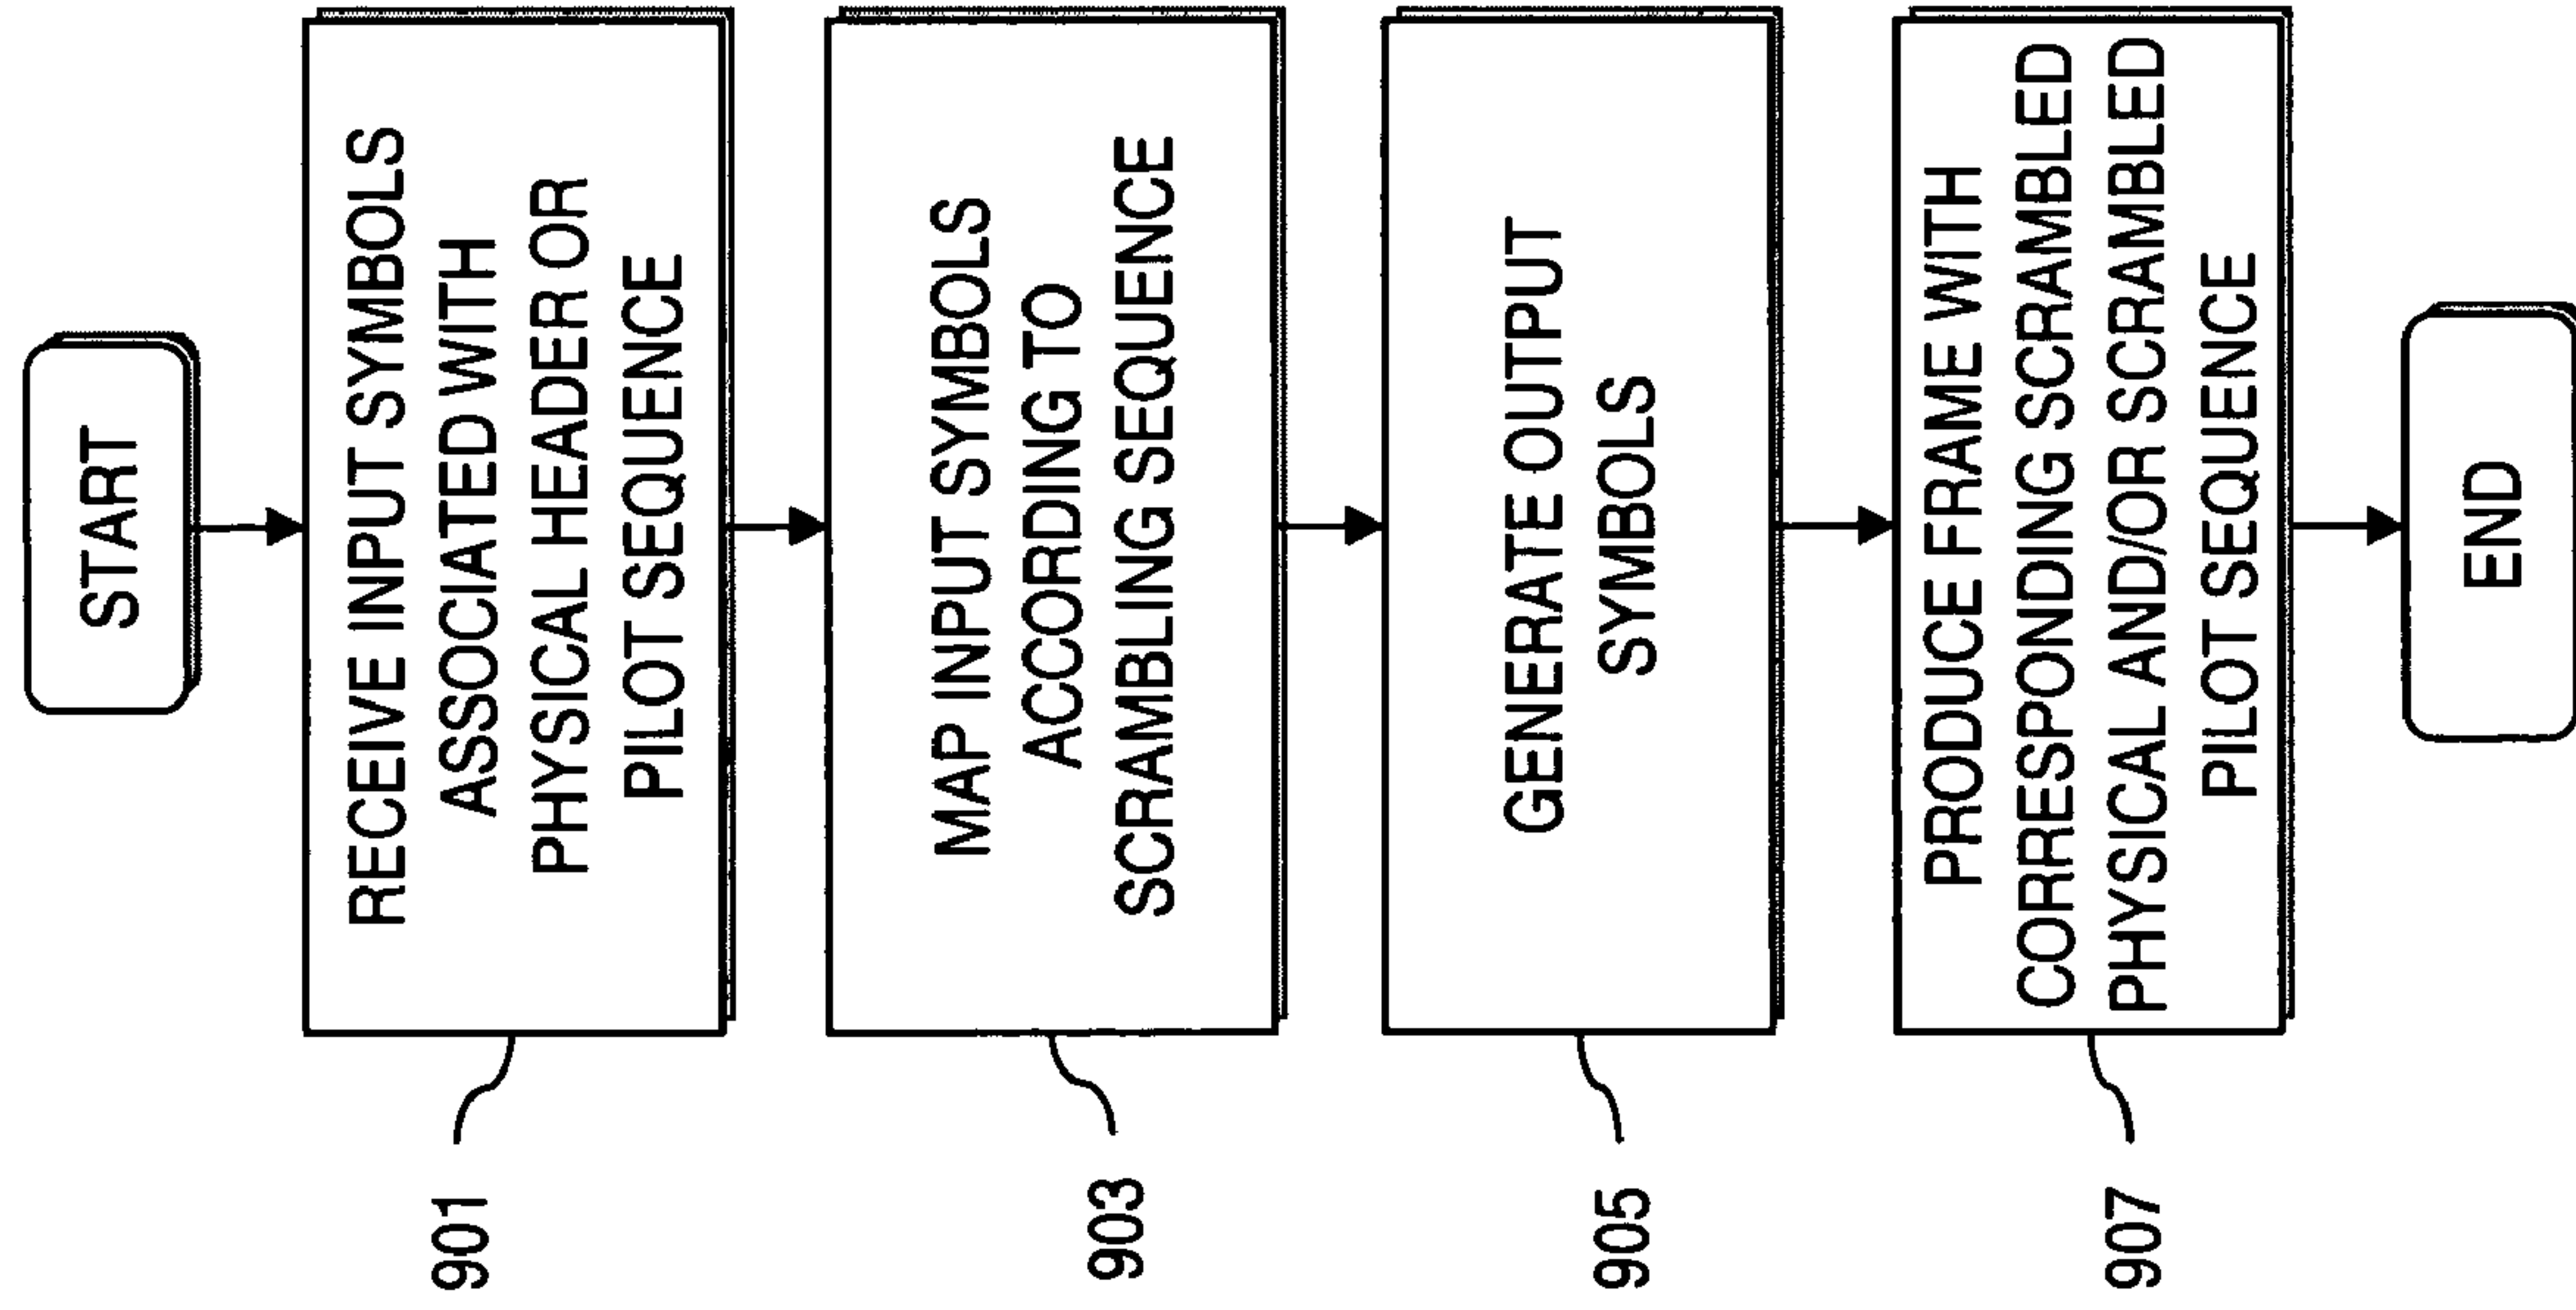 START
901
RECEIVE INPUT SYMBOLS
ASSOCIATED WITH
PHYSICAL HEADER OR
PILOT SEQUENCE
903
MAP INPUT SYMBOLS
ACCORDING TO
SCRAMBLING SEQUENCE
905
GENERATE OUTPUT
SYMBOLS
907
PRODUCE FRAME WITH
CORRESPONDING SCRAMBLED
PHYSICAL AND/OR SCRAMBLED
PILOT SEQUENCE
END